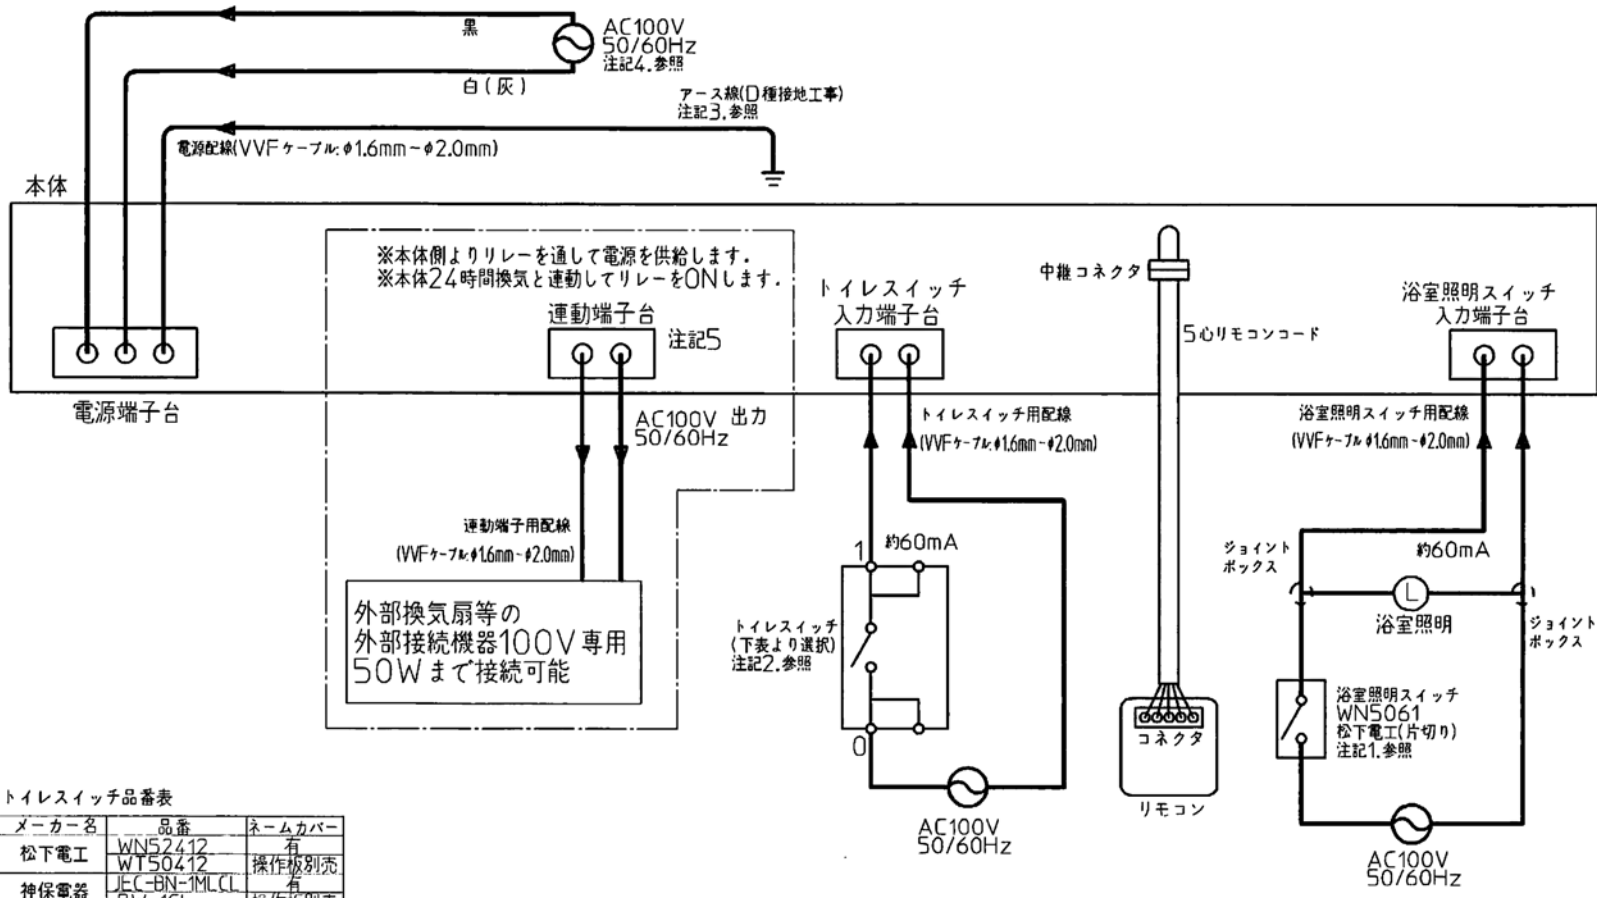 黒
AC100V
50/60Hz
注記4.参照
白(灰)
アース線(D種接地工事)
注記3.参照
電源配線(VVFケーブル:φ1.6mm~φ2.0mm)
本体
※本体側よりリレーを通して電源を供給します.
※本体24時間換気と連動してリレーをONします.
連動端子台
注記5
トイレスイッチ
入力端子台
中継コネクタ
5心リモコンコード
浴室照明スイッチ
入力端子台
電源端子台
AC100V 出力
50/60Hz
トイレスイッチ用配線
(VVFケーブル:φ1.6mm~φ2.0mm)
浴室照明スイッチ用配線
(VVFケーブル φ1.6mm~φ2.0mm)
連動端子用配線
(VVFケーブル:φ1.6mm~φ2.0mm)
外部換気扇等の
外部接続機器100V専用
50Wまで接続可能
1
約60mA
トイレスイッチ
(下表より選択)
注記2.参照
0
AC100V
50/60Hz
コネクタ
リモコン
ジョイント
ボックス
約60mA
L
浴室照明
ジョイント
ボックス
浴室照明スイッチ
WN5061
松下電工(片切り)
注記1.参照
AC100V
50/60Hz
トイレスイッチ品番表
メーカー名 品番 ネームカバー
松下電工 WN52412 有
WT50412 操作板別売
神保電器 JEC-BN-1MLCL 有